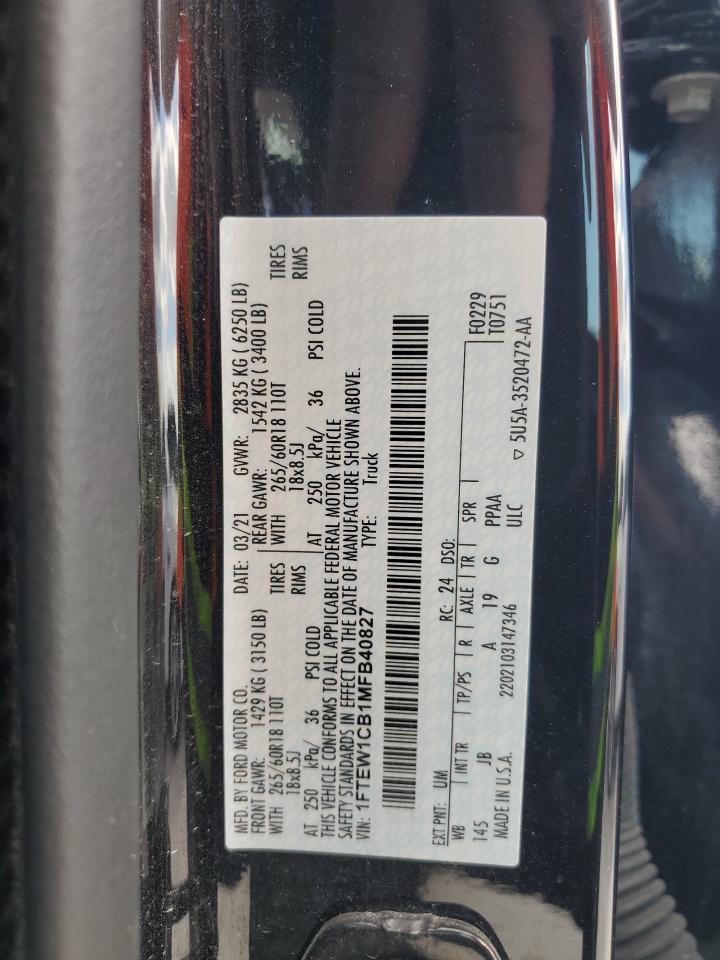 MFD. BY FORD MOTOR CO. DATE: 03/21 GVWR: 2835 KG ( 6250 LB)
FRONT GAWR: 1429 KG ( 3150 LB) REAR GAWR: 1542 KG ( 3400 LB)
WITH 265/60R18 110T TIRES WITH 265/60R18 110T TIRES
18x8.5J RIMS 18x8.5J RIMS
AT 250 kPa/ 36 PSI COLD AT 250 kPa/ 36 PSI COLD
THIS VEHICLE CONFORMS TO ALL APPLICABLE FEDERAL MOTOR VEHICLE
SAFETY STANDARDS IN EFFECT ON THE DATE OF MANUFACTURE SHOWN ABOVE.
VIN: 1FTEW1CB1MFB40827 TYPE: Truck
EXT PNT: UM RC: 24 DSO:
WB INT TR TP/PS R AXLE TR SPR F0229
145 JB A 19 G PPAA T0751
MADE IN U.S.A. 2202103147346 ULC ▽ 5U5A-3520472-AA